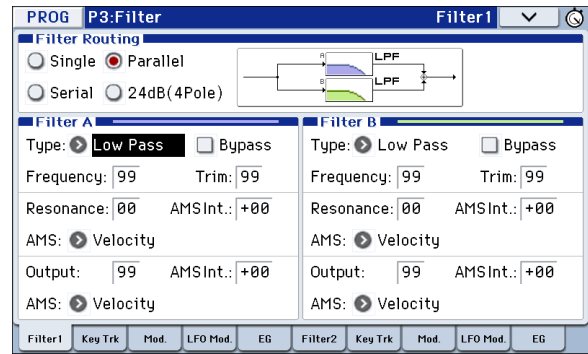 PROG P3:Filter Filter1
Filter Routing
Single Parallel
Serial 24dB(4Pole)
A LPF
B LPF
Filter A
Type: Low Pass Bypass
Frequency: 99 Trim: 99
Resonance: 00 AMS Int.: +00
AMS: Velocity
Output: 99 AMS Int.: +00
AMS: Velocity
Filter B
Type: Low Pass Bypass
Frequency: 99 Trim: 99
Resonance: 00 AMS Int.: +00
AMS: Velocity
Output: 99 AMS Int.: +00
AMS: Velocity
Filter1 Key Trk Mod. LFO Mod. EG Filter2 Key Trk Mod. LFO Mod. EG